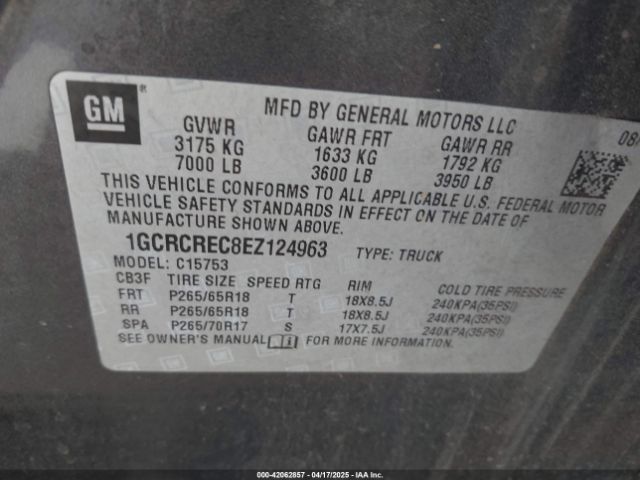 GM ®
MFD BY GENERAL MOTORS LLC
GVWR GAWR FRT GAWR RR
3175 KG 1633 KG 1792 KG
7000 LB 3600 LB 3950 LB
THIS VEHICLE CONFORMS TO ALL APPLICABLE U.S. FEDERAL MOTOR
VEHICLE SAFETY STANDARDS IN EFFECT ON THE DATE OF
MANUFACTURE SHOWN ABOVE.
1GCRCREC8EZ124963 TYPE: TRUCK
MODEL: C15753
CB3F TIRE SIZE SPEED RTG RIM COLD TIRE PRESSURE
FRT P265/65R18 T 18X8.5J 240KPA(35PSI)
RR P265/65R18 T 18X8.5J 240KPA(35PSI)
SPA P265/70R17 S 17X7.5J 240KPA(35PSI)
SEE OWNER'S MANUAL FOR MORE INFORMATION.
000-42062857 04/17/2025 IAA Inc.